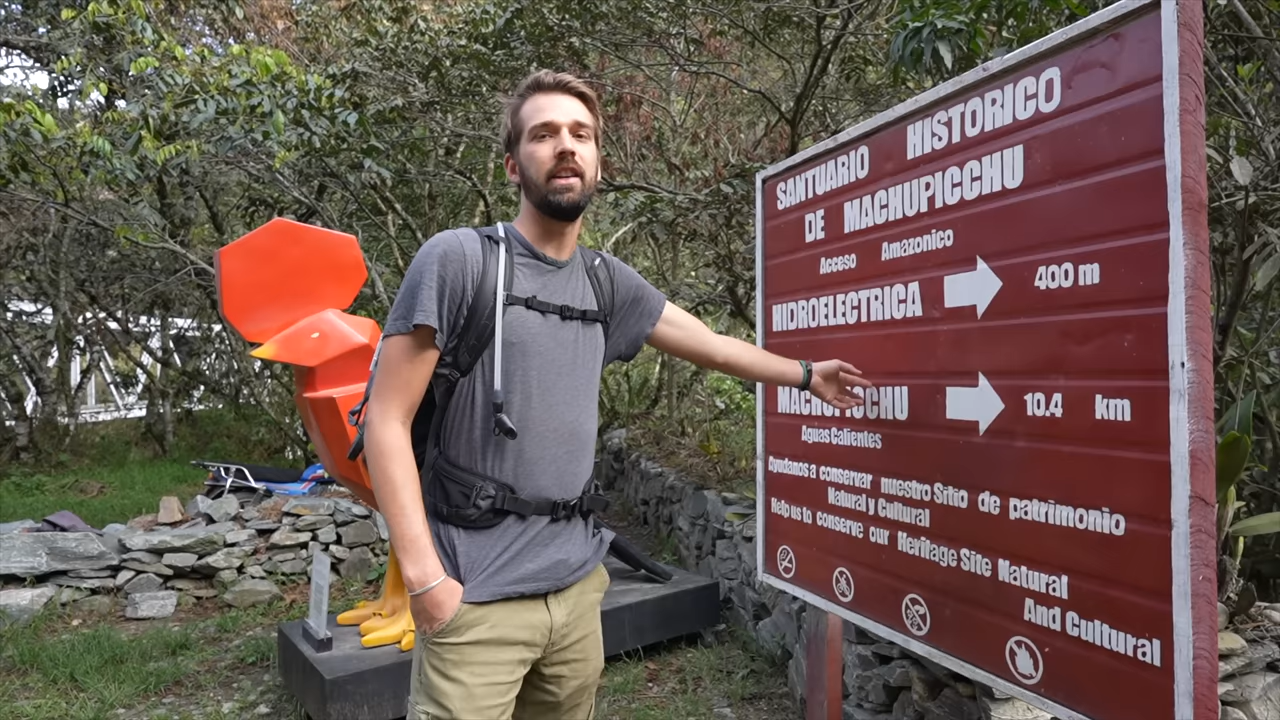 SANTUARIO HISTORICO
DE MACHUPICCHU
Acceso Amazonico
HIDROELECTRICA 400 m
MACHUPICCHU 10.4 km
Aguas Calientes
Ayudanos a conservar nuestro Sitio de patrimonio
Natural y Cultural
Help us to conserve our Heritage Site Natural
And Cultural